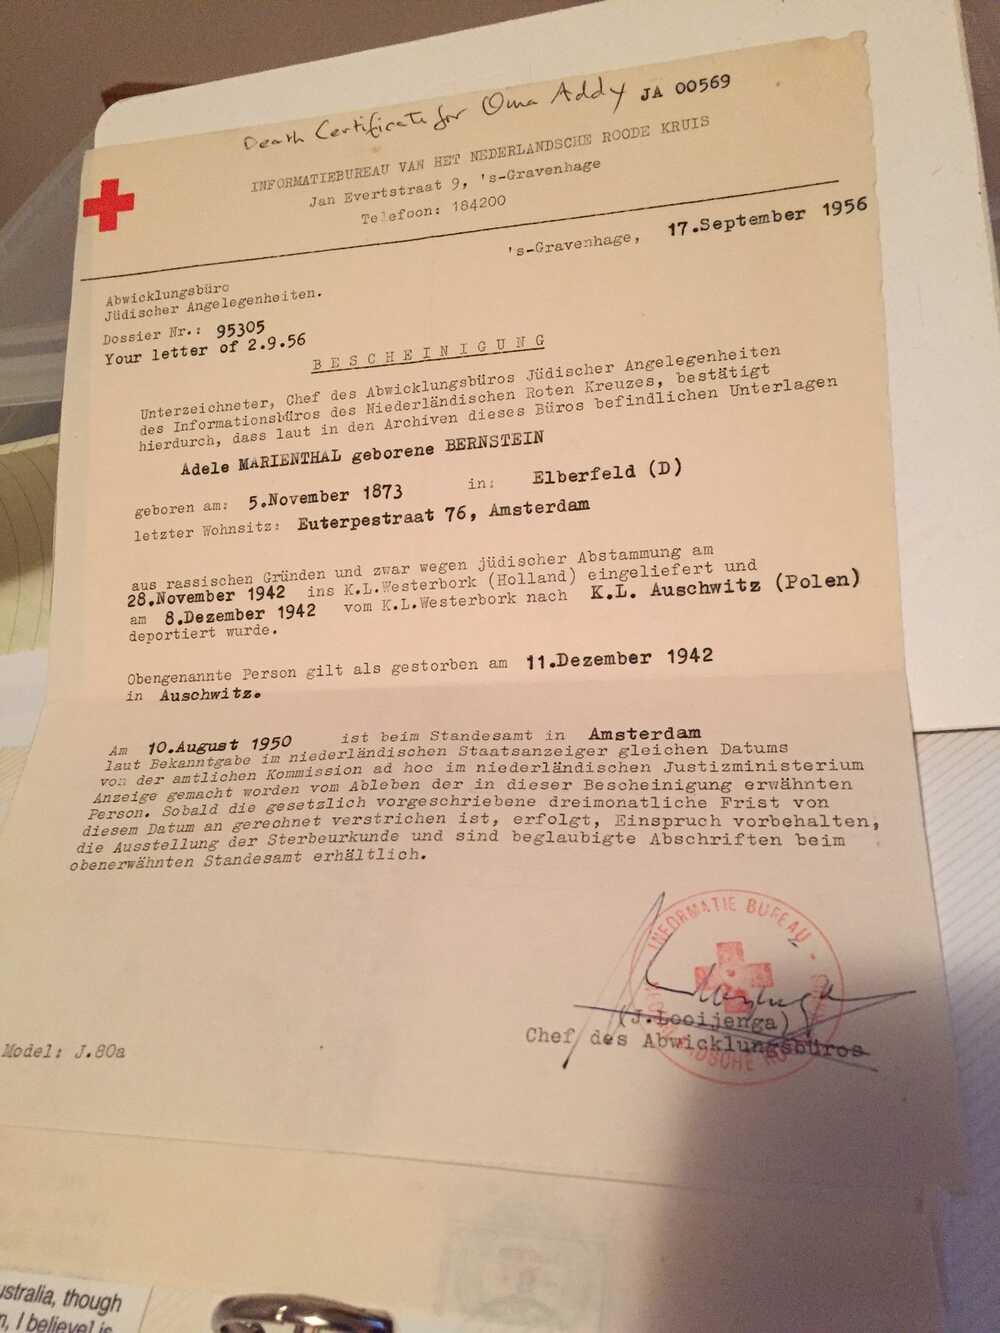 Death Certificate for Oma Addy JA 00569
INFORMATIEBUREAU VAN HET NEDERLANDSCHE ROODE KRUIS
Jan Evertstraat 9, 's-Gravenhage
Telefoon: 184200
's-Gravenhage, 17.September 1956
Abwicklungsbüro
Jüdischer Angelegenheiten.
Dossier Nr.: 95305
Your letter of 2.9.56
BESCHEINIGUNG
Unterzeichneter, Chef des Abwicklungsbüros Jüdischer Angelegenheiten
des Informationsbüros des Niederländischen Roten Kreuzes, bestätigt
hierdurch, dass laut in den Archiven dieses Büros befindlichen Unterlagen
Adele MARIENTHAL geborene BERNSTEIN
geboren am: 5.November 1873 in: Elberfeld (D)
letzter Wohnsitz: Euterpestraat 76, Amsterdam
aus rassischen Gründen und zwar wegen jüdischer Abstammung am
28.November 1942 ins K.L.Westerbork (Holland) eingeliefert und
am 8.Dezember 1942 vom K.L.Westerbork nach K.L. Auschwitz (Polen)
deportiert wurde.
Obengenannte Person gilt als gestorben am 11.Dezember 1942
in Auschwitz.
Am 10.August 1950 ist beim Standesamt in Amsterdam
laut Bekanntgabe im niederländischen Staatsanzeiger gleichen Datums
von der amtlichen Kommission ad hoc im niederländischen Justizministerium
Anzeige gemacht worden vom Ableben der in dieser Bescheinigung erwähnten
Person. Sobald die gesetzlich vorgeschriebene dreimonatliche Frist von
diesem Datum an gerechnet verstrichen ist, erfolgt, Einspruch vorbehalten,
die Ausstellung der Sterbeurkunde und sind beglaubigte Abschriften beim
obenerwähnten Standesamt erhältlich.
INFORMATIE BUREAU
(J.Looijenga)
Chef des Abwicklungsbüros
Model: J.80a
ustralia, though
n, I believe is